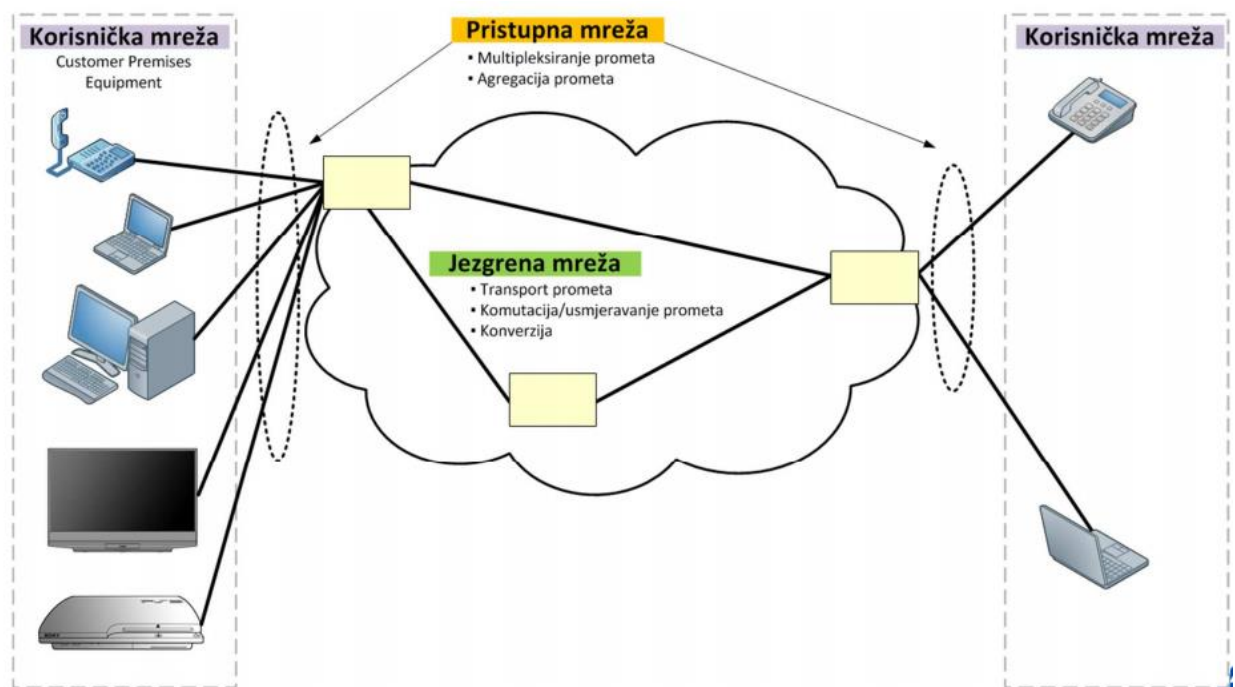 Korisnička mreža
Customer Premises
Equipment
Pristupna mreža
▪ Multipleksiranje prometa
▪ Agregacija prometa
Korisnička mreža
Jezgrena mreža
▪ Transport prometa
▪ Komutacija/usmjeravanje prometa
▪ Konverzija